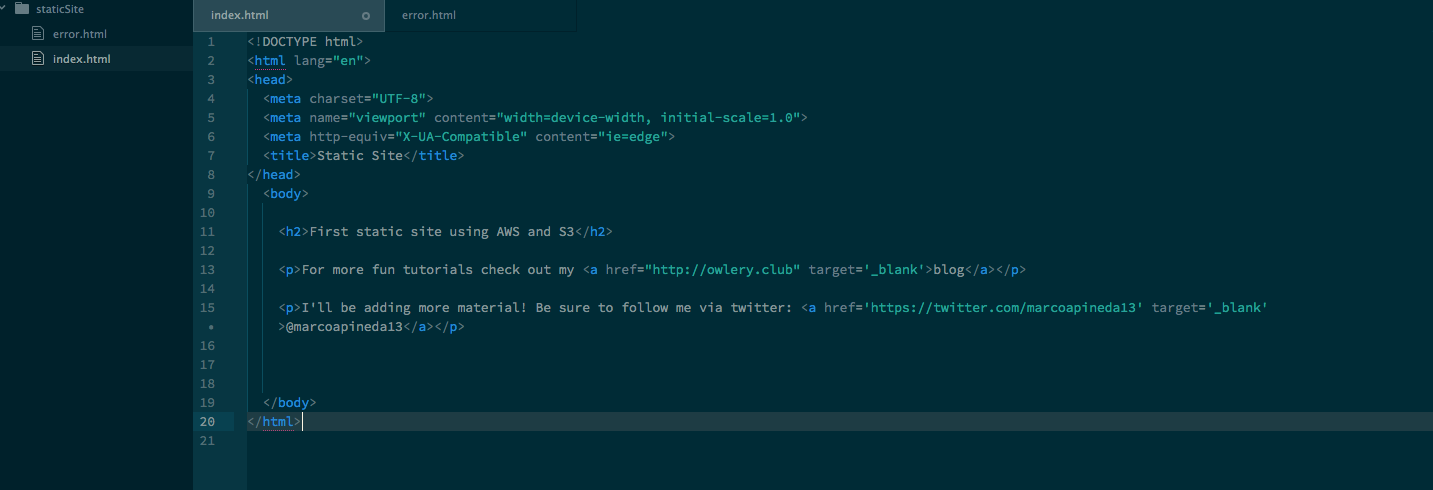 staticSite
error.html
index.html
index.html error.html
1 <!DOCTYPE html>
2 <html lang="en">
3 <head>
4 <meta charset="UTF-8">
5 <meta name="viewport" content="width=device-width, initial-scale=1.0">
6 <meta http-equiv="X-UA-Compatible" content="ie=edge">
7 <title>Static Site</title>
8 </head>
9 <body>
10
11 <h2>First static site using AWS and S3</h2>
12
13 <p>For more fun tutorials check out my <a href="http://owlery.club" target='_blank'>blog</a></p>
14
15 <p>I'll be adding more material! Be sure to follow me via twitter: <a href='https://twitter.com/marcoapineda13' target='_blank'
• >@marcoapineda13</a></p>
16
17
18
19 </body>
20 </html>
21